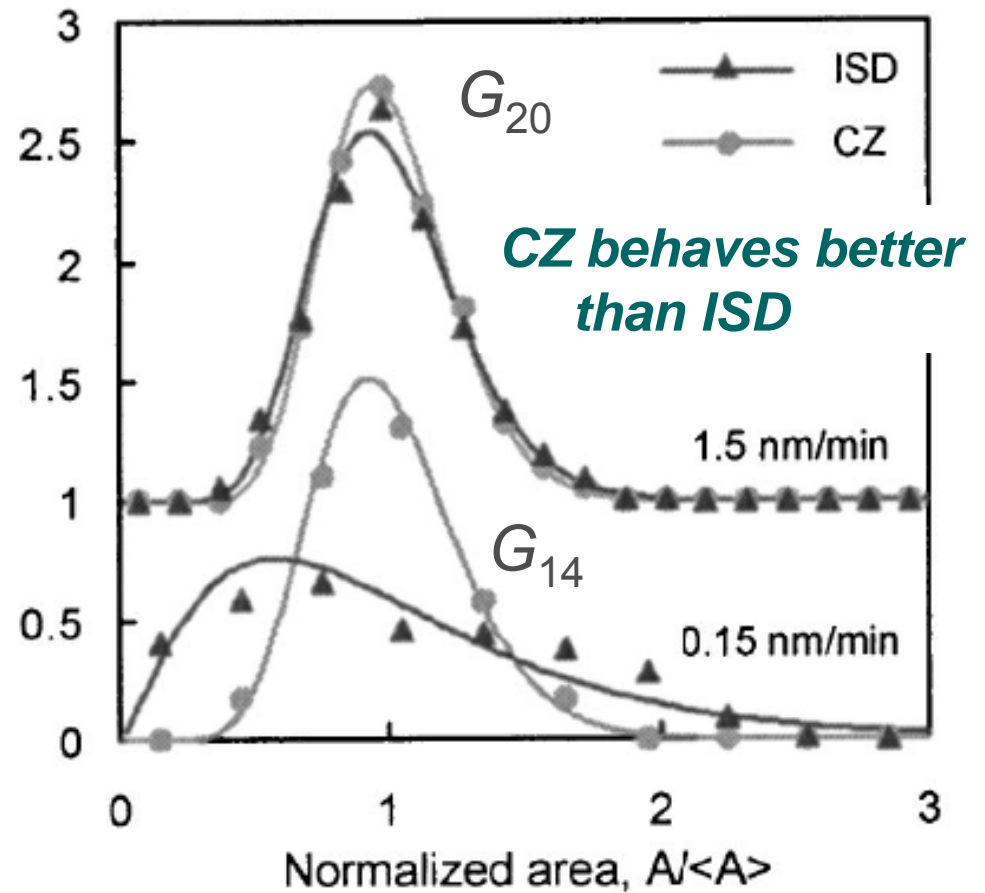 3
2.5
2
1.5
1
0.5
0
G20
ISD
CZ
CZ behaves better
than ISD
1.5 nm/min
G14
0.15 nm/min
0
1
2
3
Normalized area, A/<A>